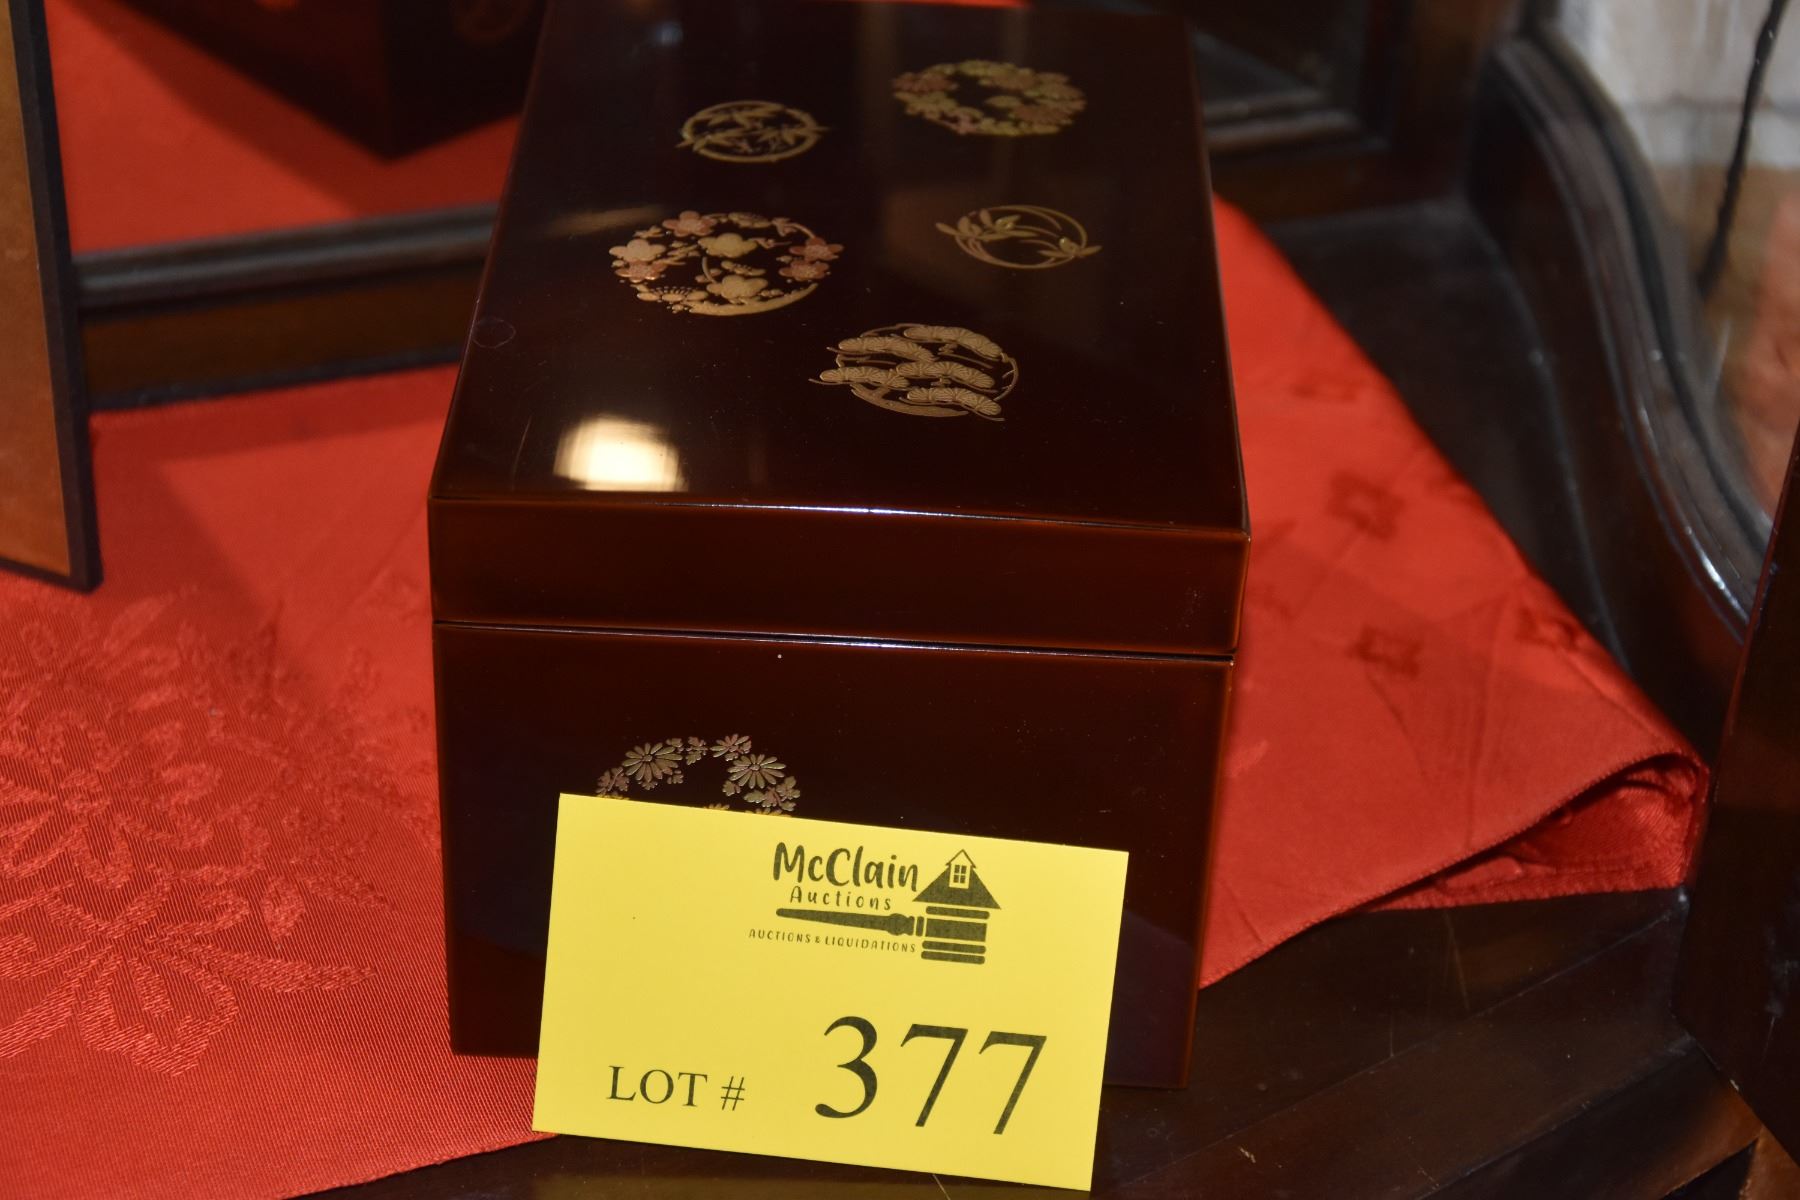 McClain
Auctions
AUCTIONS & LIQUIDATIONS
LOT # 377